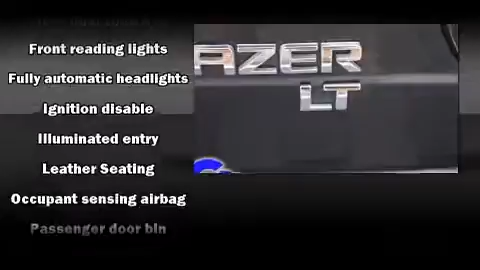 Front reading lights
Fully automatic headlights
Ignition disable
Illuminated entry
Leather Seating
Occupant sensing airbag
Passenger door bin
AZER
LT